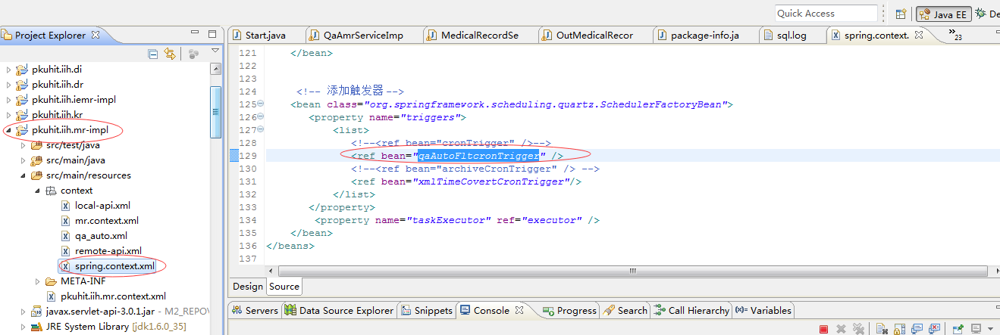 Quick Access
Java EE
De
Project Explorer
Start.java
QaAmrServiceImp
MedicalRecordSe
OutMedicalRecor
package-info.ja
sql.log
spring.context.
»23
pkuhit.iih.di
pkuhit.iih.dr
pkuhit.iih.iemr-impl
pkuhit.iih.kr
pkuhit.iih.mr-impl
src/test/java
src/main/java
src/main/resources
context
local-api.xml
mr.context.xml
qa_auto.xml
remote-api.xml
spring.context.xml
META-INF
pkuhit.iih.mr.context.xml
javax.servlet-api-3.0.1.jar - M2_REPOV
JRE System Library [jdk1.6.0_35]
121 </bean>
122
123
124 <!-- 添加触发器-->
125 <bean class="org.springframework.scheduling.quartz.SchedulerFactoryBean">
126 <property name="triggers">
127 <list>
128 <!--<ref bean="cronTrigger" />-->
129 <ref bean="qaAutoFltcronTrigger" />
130 <!--<ref bean="archiveCronTrigger" /> -->
131 <ref bean="xmlTimeCovertCronTrigger"/>
132 </list>
133 </property>
134 <property name="taskExecutor" ref="executor" />
135 </bean>
136 </beans>
137
Design
Source
Servers
Data Source Explorer
Snippets
Console
Progress
Search
Call Hierarchy
(x)= Variables